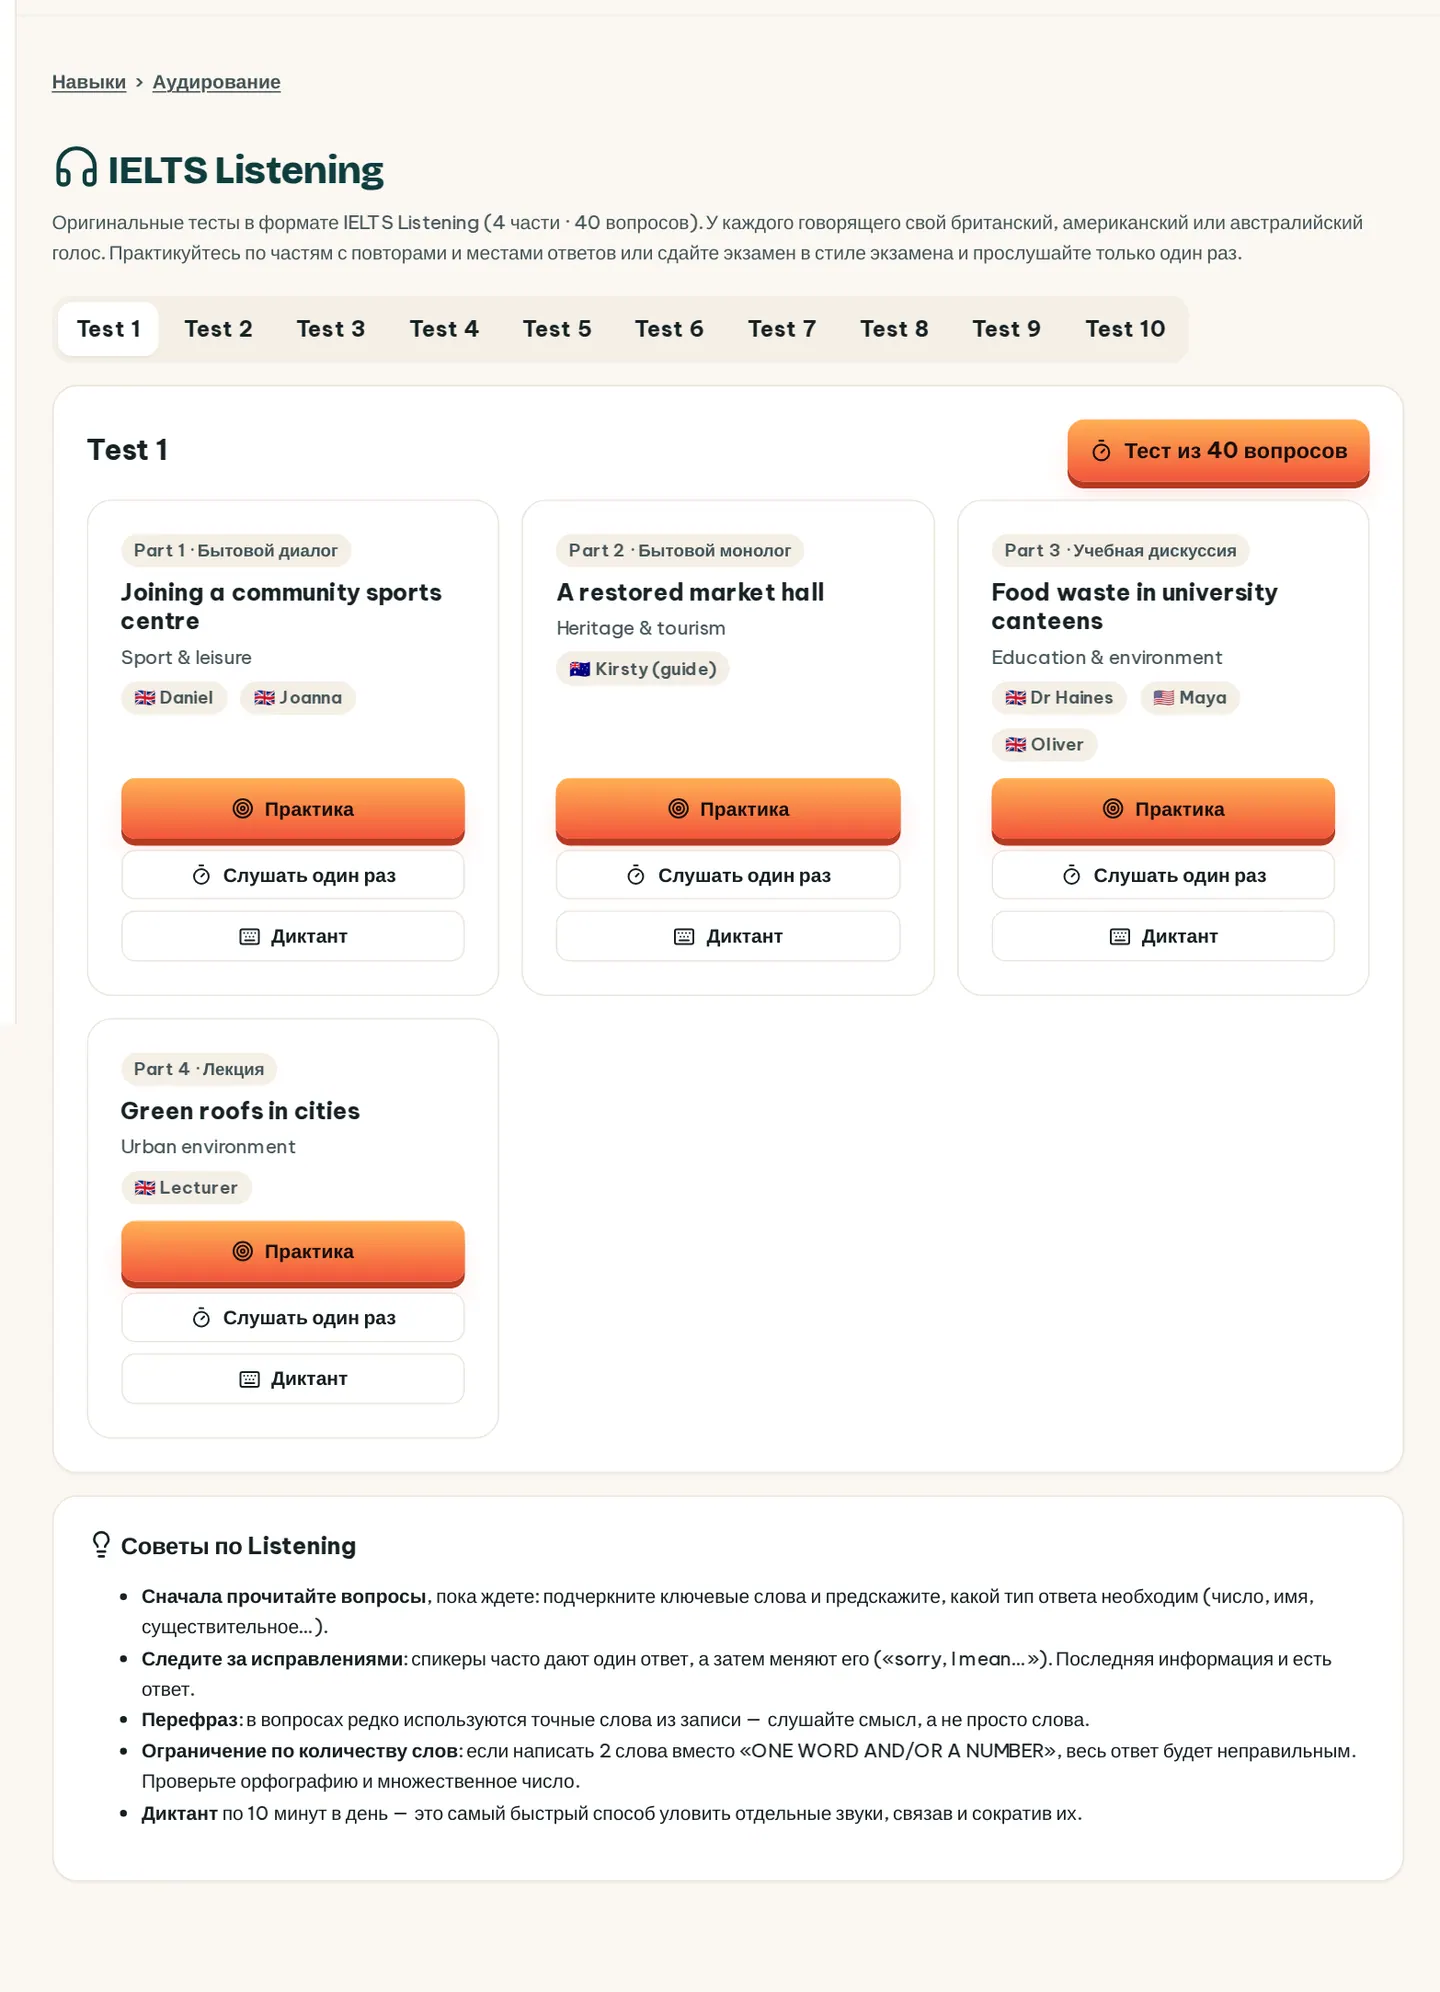 Навыки › Аудирование
IELTS Listening
Оригинальные тесты в формате IELTS Listening (4 части · 40 вопросов). У каждого говорящего свой британский, американский или австралийский
голос. Практикуйтесь по частям с повторами и местами ответов или сдайте экзамен в стиле экзамена и прослушайте только один раз.
Test 1 Test 2 Test 3 Test 4 Test 5 Test 6 Test 7 Test 8 Test 9 Test 10
Test 1
Тест из 40 вопросов
Part 1 · Бытовой диалог
Joining a community sports
centre
Sport & leisure
Daniel Joanna
Практика
Слушать один раз
Диктант
Part 2 · Бытовой монолог
A restored market hall
Heritage & tourism
Kirsty (guide)
Практика
Слушать один раз
Диктант
Part 3 · Учебная дискуссия
Food waste in university
canteens
Education & environment
Dr Haines Maya
Oliver
Практика
Слушать один раз
Диктант
Part 4 · Лекция
Green roofs in cities
Urban environment
Lecturer
Практика
Слушать один раз
Диктант
Советы по Listening
• Сначала прочитайте вопросы, пока ждете: подчеркните ключевые слова и предскажите, какой тип ответа необходим (число, имя,
существительное...).
• Следите за исправлениями: спикеры часто дают один ответ, а затем меняют его («sorry, I mean...»). Последняя информация и есть
ответ.
• Перефраз: в вопросах редко используются точные слова из записи — слушайте смысл, а не просто слова.
• Ограничение по количеству слов: если написать 2 слова вместо «ONE WORD AND/OR A NUMBER», весь ответ будет неправильным.
Проверьте орфографию и множественное число.
• Диктант по 10 минут в день — это самый быстрый способ уловить отдельные звуки, связав и сократив их.